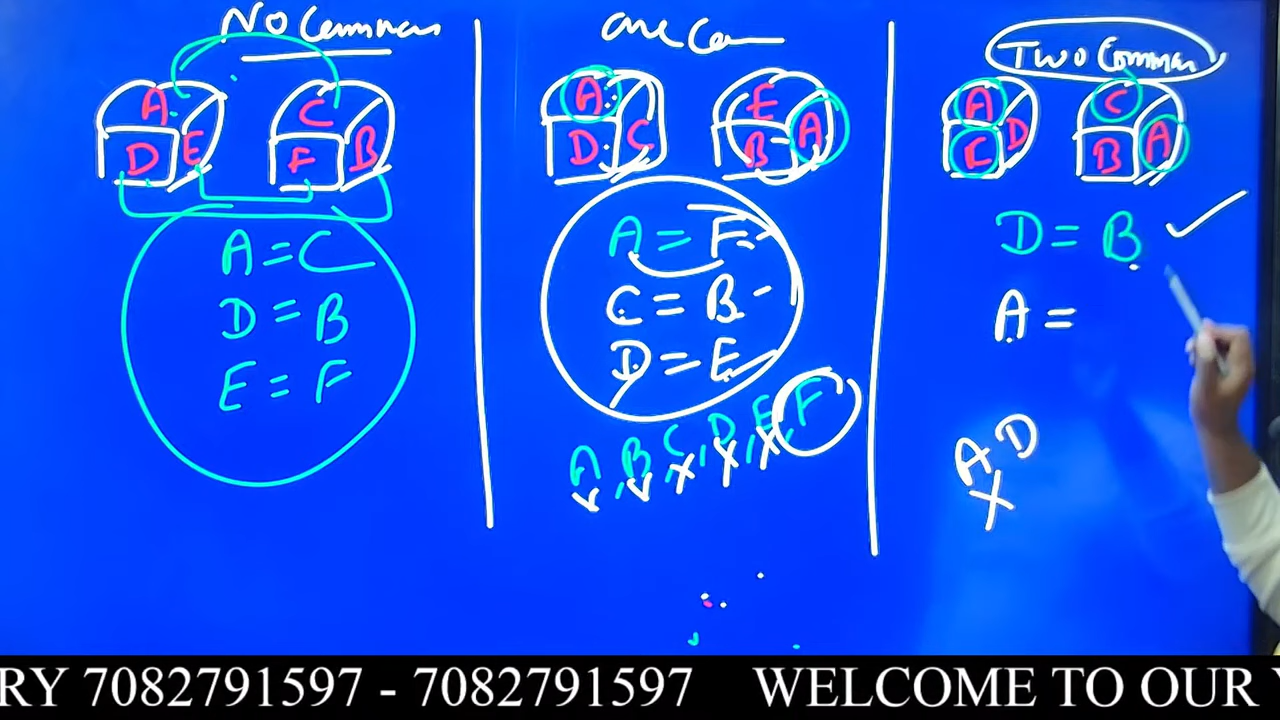 No Common
A
D E
C
F B
A = C
D = B
E = F
one Com
A
D C
E
B A
A = F
C = B
D = E
A, B, C, D, E, F
Two Common
A
C D
C
B A
D = B
A =
A D
RY 7082791597 - 7082791597 WELCOME TO OUR